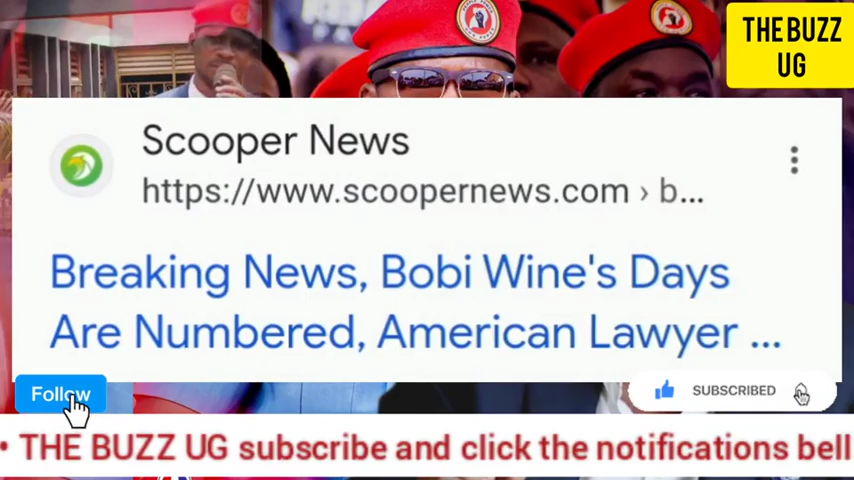 THE BUZZ
UG
Scooper News
https://www.scoopernews.com › b...
Breaking News, Bobi Wine's Days
Are Numbered, American Lawyer ...
Follow
SUBSCRIBED
• THE BUZZ UG subscribe and click the notifications bell